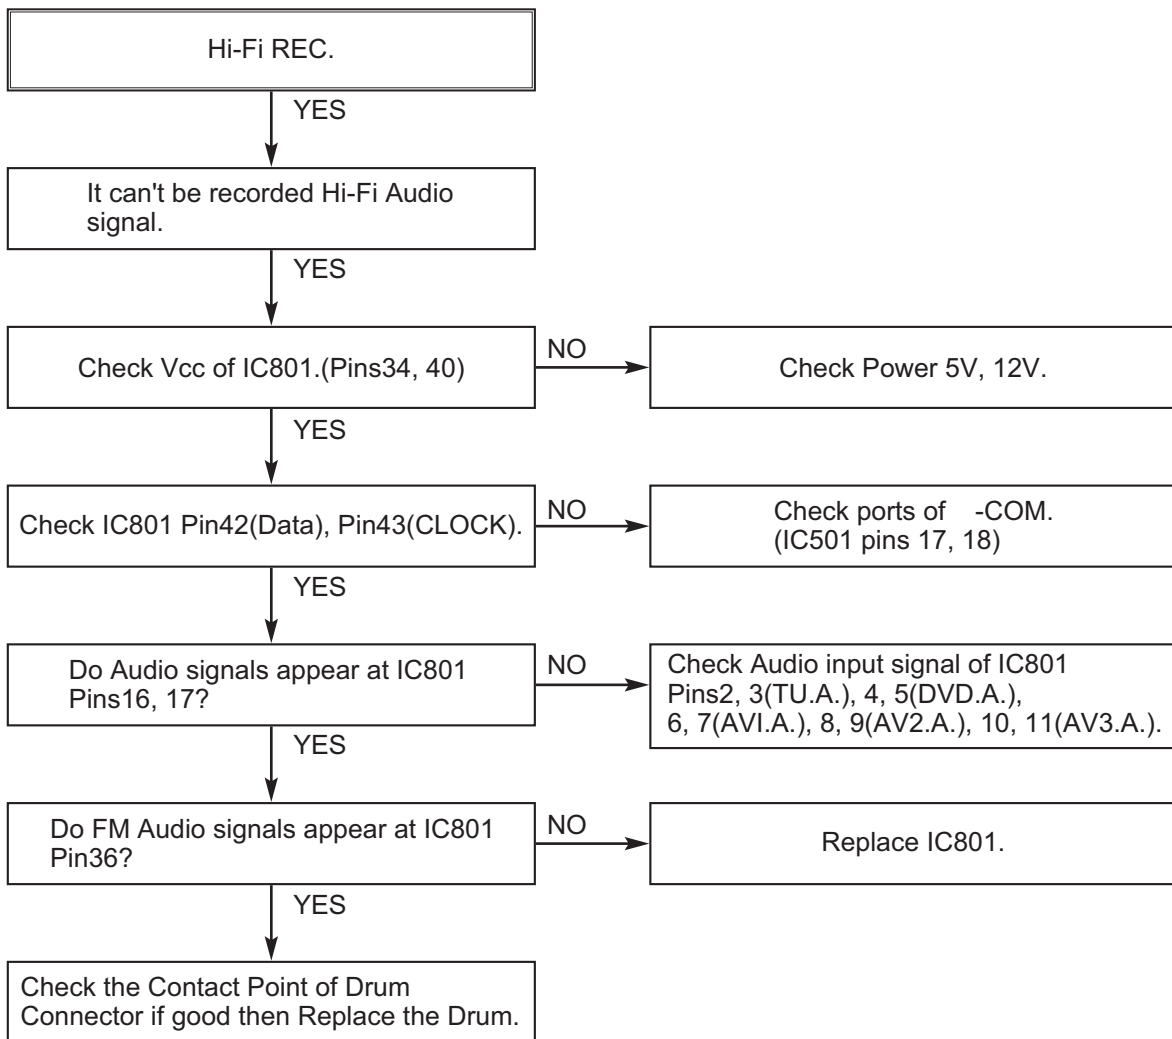 Hi-Fi REC.
YES
It can't be recorded Hi-Fi Audio
signal.
YES
Check Vcc of IC801.(Pins34, 40)
NO
Check Power 5V, 12V.
YES
Check IC801 Pin42(Data), Pin43(CLOCK).
NO
Check ports of -COM.
(IC501 pins 17, 18)
YES
Do Audio signals appear at IC801
Pins16, 17?
NO
Check Audio input signal of IC801
Pins2, 3(TU.A.), 4, 5(DVD.A.),
6, 7(AVI.A.), 8, 9(AV2.A.), 10, 11(AV3.A.).
YES
Do FM Audio signals appear at IC801
Pin36?
NO
Replace IC801.
YES
Check the Contact Point of Drum
Connector if good then Replace the Drum.